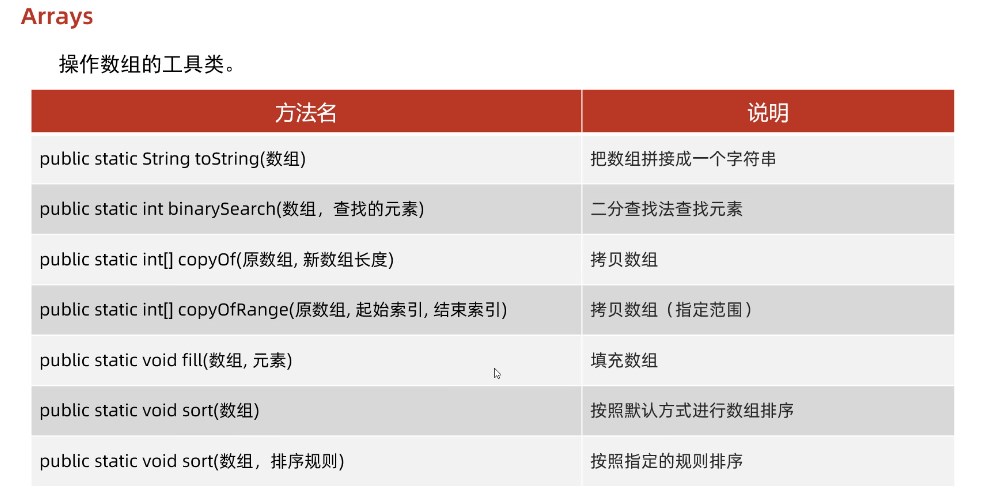 Arrays
操作数组的工具类。
方法名 说明
public static String toString(数组) 把数组拼接成一个字符串
public static int binarySearch(数组，查找的元素) 二分查找法查找元素
public static int[] copyOf(原数组, 新数组长度) 拷贝数组
public static int[] copyOfRange(原数组, 起始索引, 结束索引) 拷贝数组（指定范围）
public static void fill(数组, 元素) 填充数组
public static void sort(数组) 按照默认方式进行数组排序
public static void sort(数组，排序规则) 按照指定的规则排序